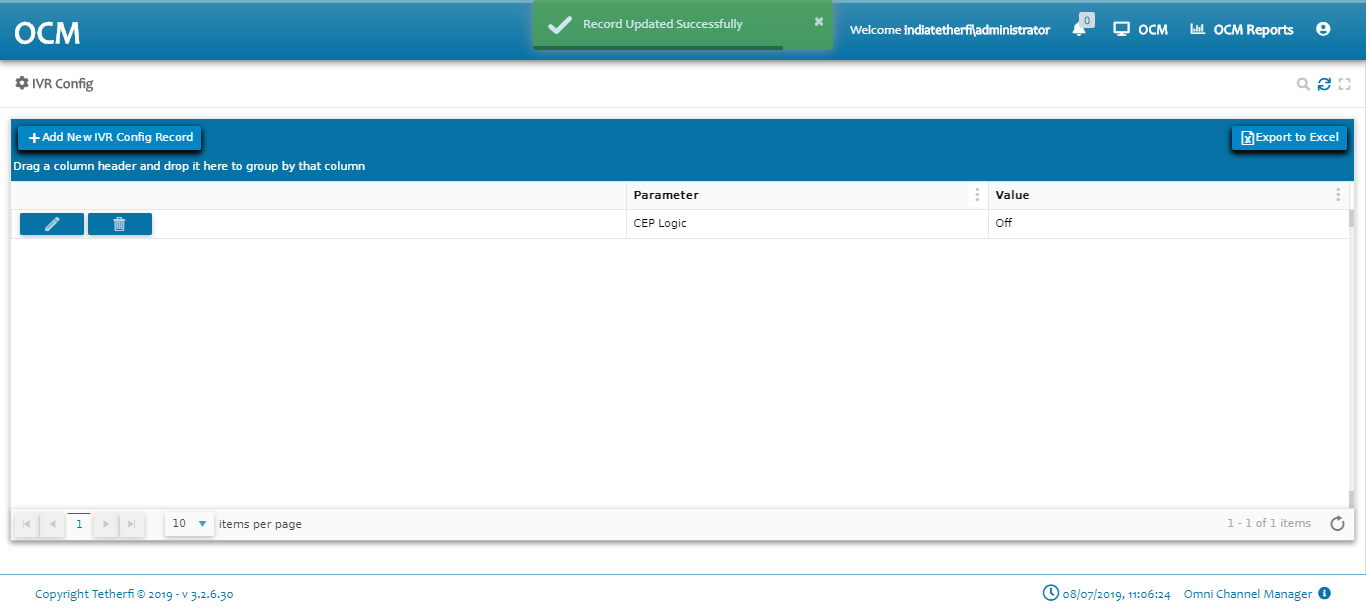 OCM
Record Updated Successfully
Welcome indiatetherfi\administrator
0
OCM
OCM Reports
IVR Config
Add New IVR Config Record
Export to Excel
Drag a column header and drop it here to group by that column
Parameter
Value
CEP Logic
Off
1
10
items per page
1 - 1 of 1 items
Copyright Tetherfi © 2019 - v 3.2.6.30
08/07/2019, 11:06:24
Omni Channel Manager